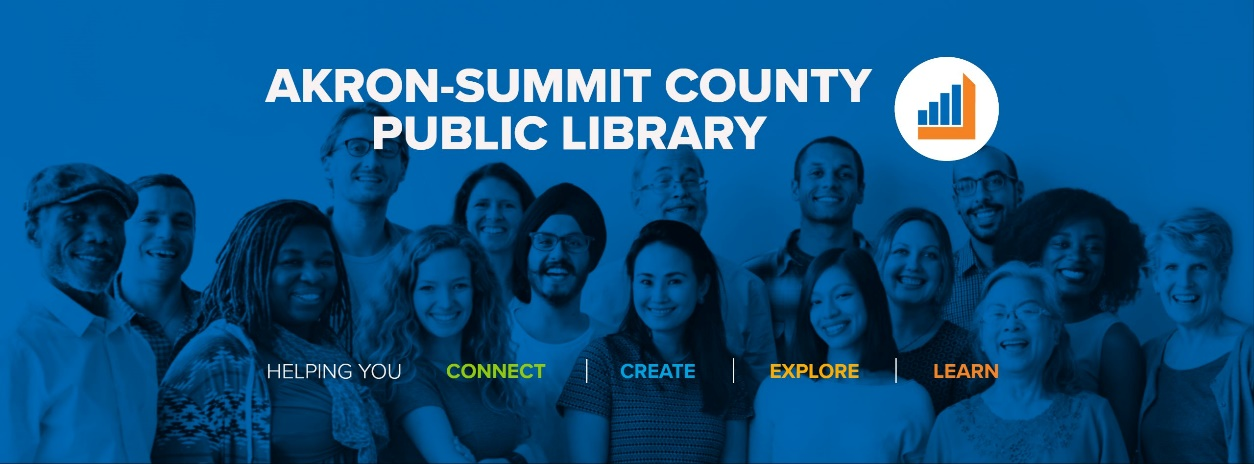 AKRON-SUMMIT COUNTY
PUBLIC LIBRARY
HELPING YOU CONNECT | CREATE | EXPLORE | LEARN